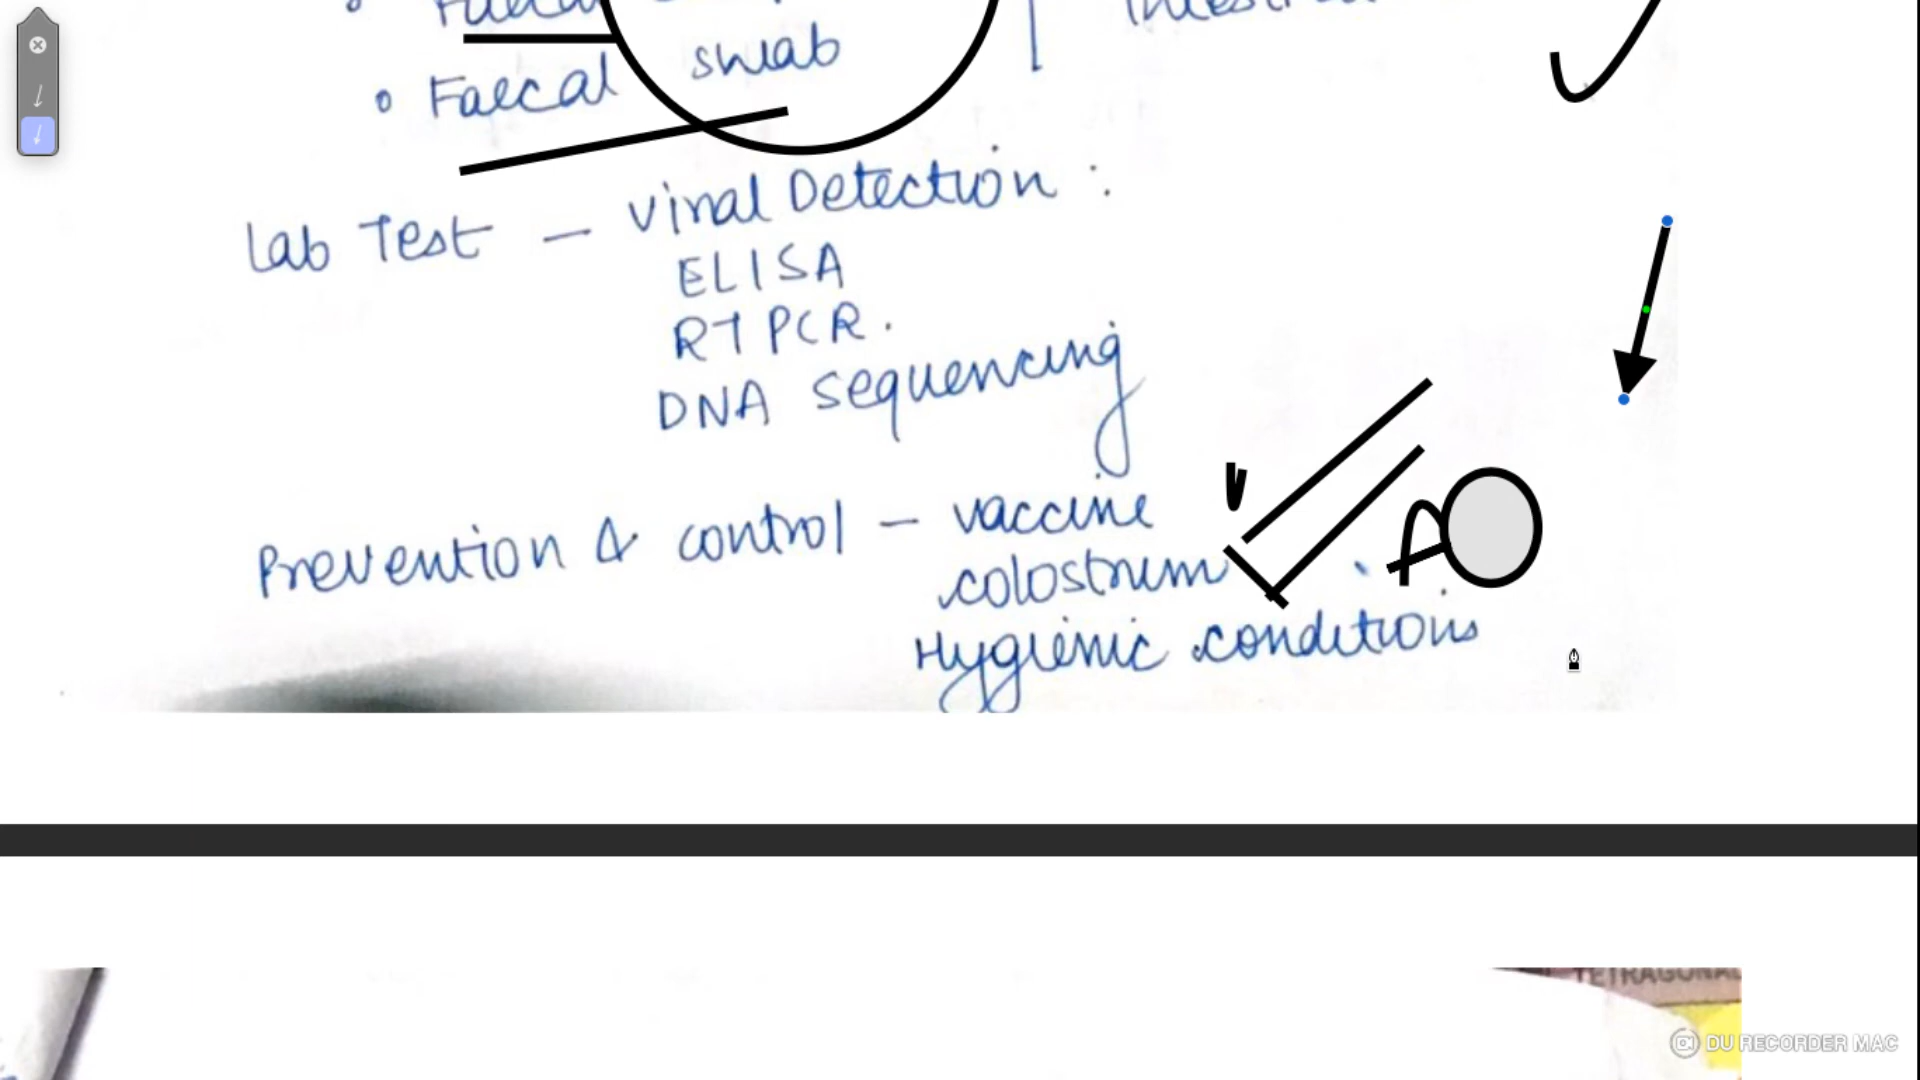 swab
• Faecal
Lab Test – Viral Detection :
ELISA
RT PCR.
DNA sequencing
Prevention & control – vaccine
colostrum
Hygienic conditions
TETRAGONAL
DU RECORDER MAC